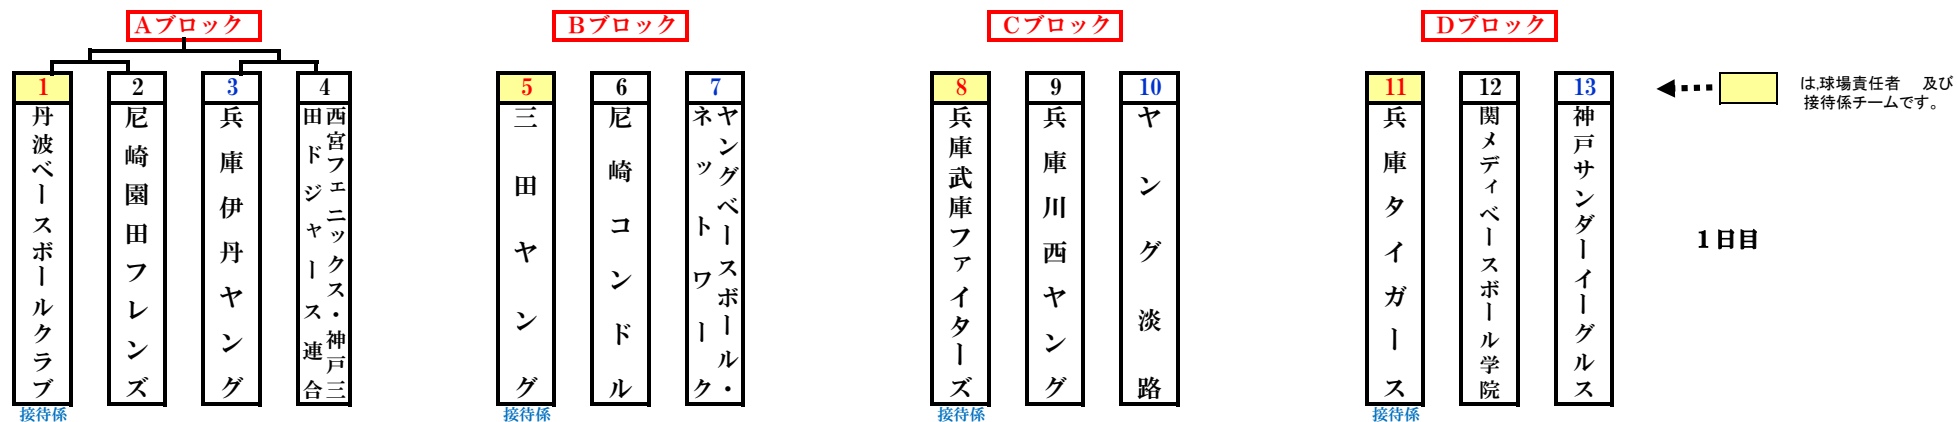 Aブロック
1
丹波ベースボールクラブ
接待係
2
尼崎園田フレンズ
3
兵庫伊丹ヤング
4
西宮フェニックス・神戸三
田ドジャース連合
Bブロック
5
三田ヤング
接待係
6
尼崎コンドル
7
ヤングベースボール・
ネットワーク
Cブロック
8
兵庫武庫ファイターズ
接待係
9
兵庫川西ヤング
10
ヤング淡路
Dブロック
11
兵庫タイガース
接待係
12
関メディベースボール学院
13
神戸サンダーイーグルス
は,球場責任者 及び
接待係チームです。
1日目